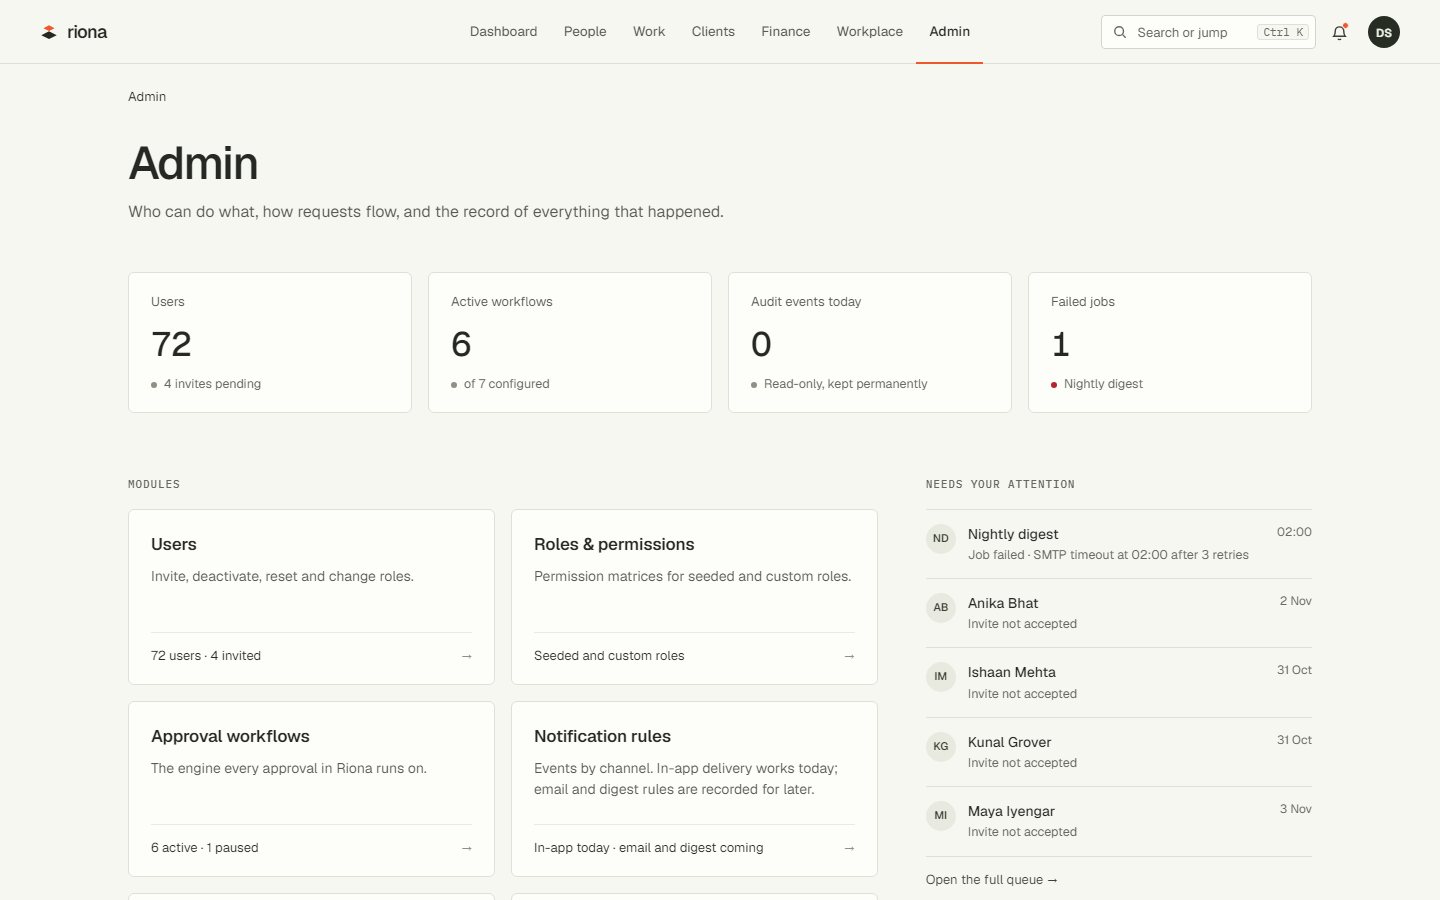 riona
Dashboard People Work Clients Finance Workplace Admin
Search or jump Ctrl K
DS
Admin
Admin
Who can do what, how requests flow, and the record of everything that happened.
Users
72
4 invites pending
Active workflows
6
of 7 configured
Audit events today
0
Read-only, kept permanently
Failed jobs
1
Nightly digest
MODULES
Users
Invite, deactivate, reset and change roles.
72 users · 4 invited →
Roles & permissions
Permission matrices for seeded and custom roles.
Seeded and custom roles →
Approval workflows
The engine every approval in Riona runs on.
6 active · 1 paused →
Notification rules
Events by channel. In-app delivery works today;
email and digest rules are recorded for later.
In-app today · email and digest coming →
NEEDS YOUR ATTENTION
ND Nightly digest 02:00
Job failed · SMTP timeout at 02:00 after 3 retries
AB Anika Bhat 2 Nov
Invite not accepted
IM Ishaan Mehta 31 Oct
Invite not accepted
KG Kunal Grover 31 Oct
Invite not accepted
MI Maya Iyengar 3 Nov
Invite not accepted
Open the full queue →